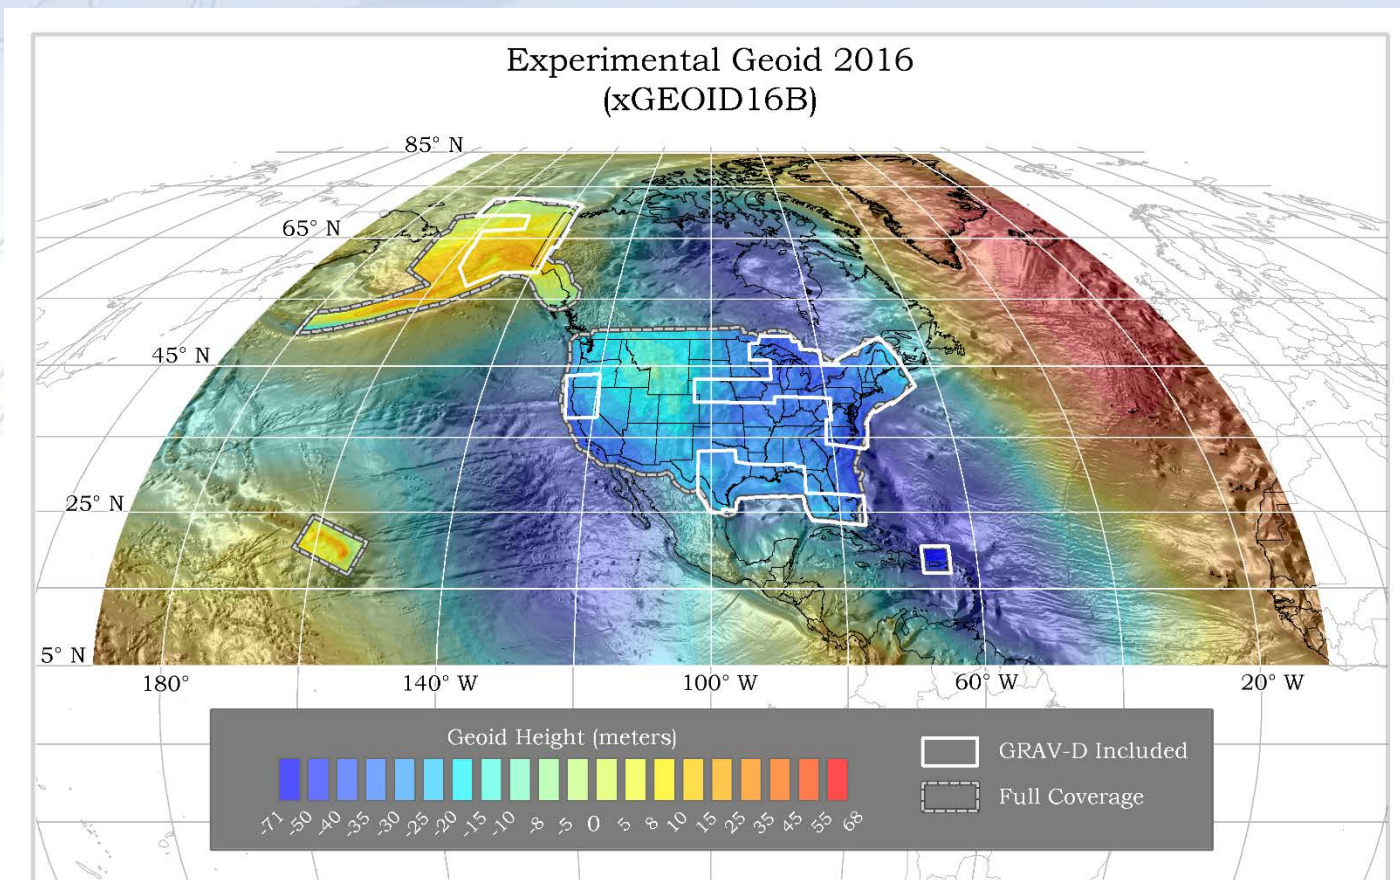 Experimental Geoid 2016
(xGEOID16B)
85° N
65° N
45° N
25° N
5° N
180°
140° W
100° W
60° W
20° W
Geoid Height (meters)
-71
-50
-40
-35
-30
-25
-20
-15
-10
-8
-5
0
5
8
10
15
25
35
45
55
68
GRAV-D Included
Full Coverage